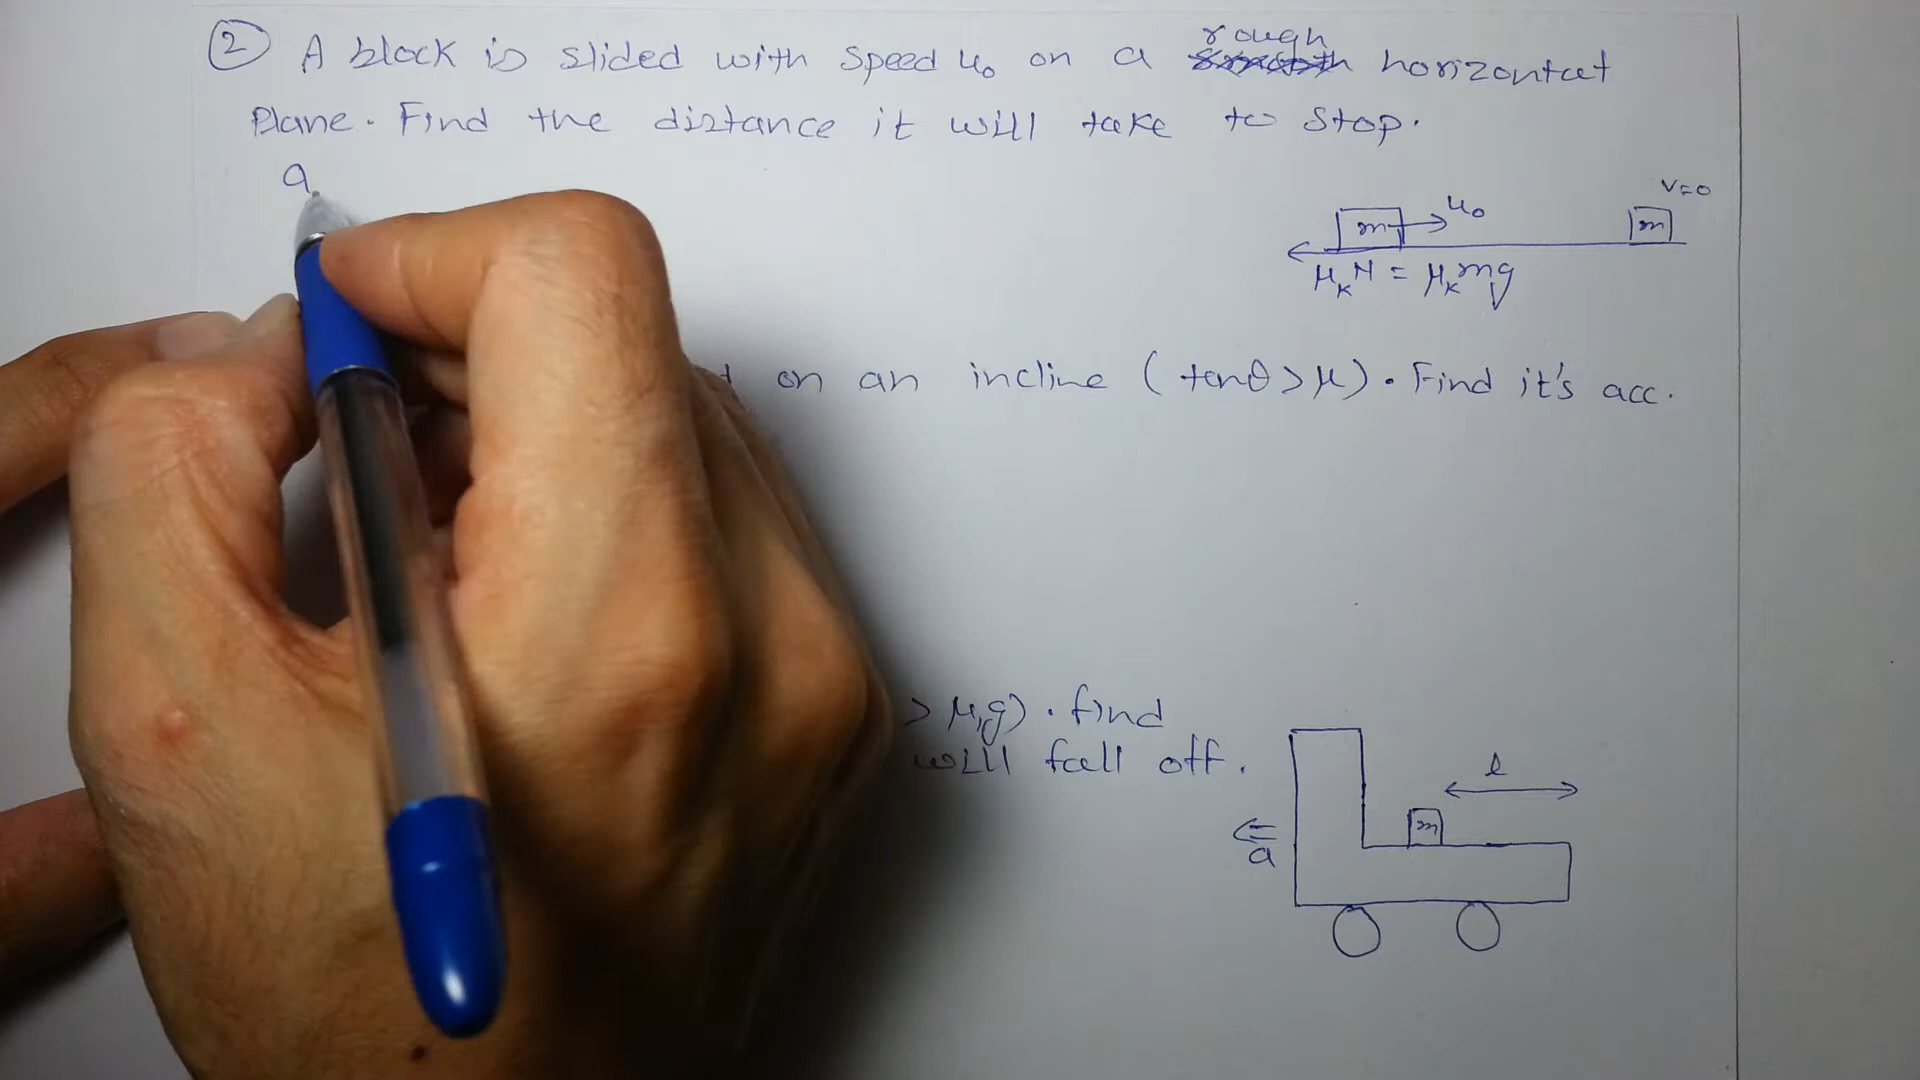 ② A block is slided with speed u₀ on a rough horizontal
Plane. Find the distance it will take to stop.
a
v=0
m u₀ m
μₖN = μₖmg
on an incline (tanθ>μ). Find it's acc.
>μₖg). find
will fall off.
l
m
a